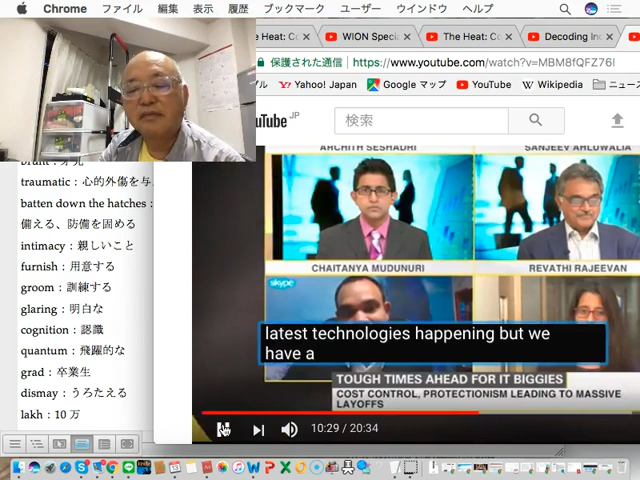 Chrome ファイル 編集 表示 履歴 ブックマーク ユーザー ウインドウ ヘルプ
he Heat: Co
WION Specia
The Heat: Co
Decoding Ind
保護された通信 https://www.youtube.com/watch?v=MBM8fQFZ76I
グル Yahoo! Japan Google マップ YouTube Wikipedia ニュース
ouTube JP
検索
traumatic：心的外傷を与
batten down the hatches：
備える、防備を固める
intimacy：親しいこと
furnish：用意する
groom：訓練する
glaring：明白な
cognition：認識
quantum：飛躍的な
grad：卒業生
dismay：うろたえる
lakh：10 万
ARCHITH SESHADRI
SANJEEV AHLUWALIA
CHAITANYA MUDUNURI
REVATHI RAJEEVAN
skype
latest technologies happening but we
have a
TOUGH TIMES AHEAD FOR IT BIGGIES
COST CONTROL, PROTECTIONISM LEADING TO MASSIVE
LAYOFFS
10:29 / 20:34